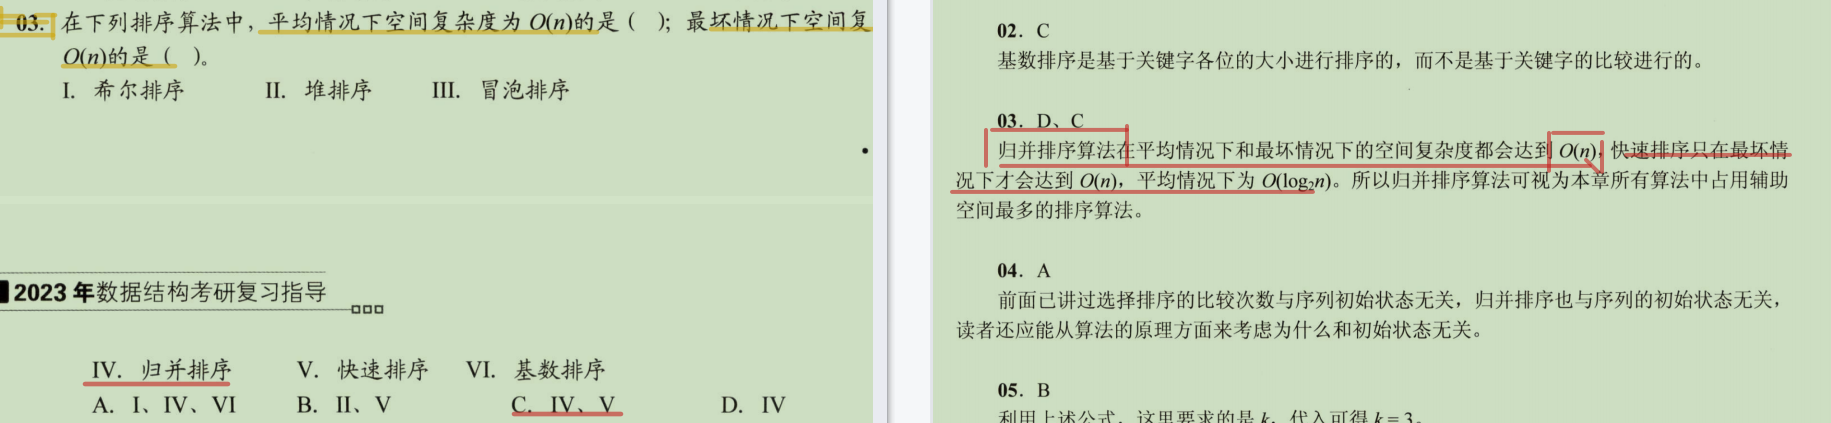 03. 在下列排序算法中，平均情况下空间复杂度为 O(n)的是（ ）；最坏情况下空间复
O(n)的是（ ）。
I. 希尔排序 II. 堆排序 III. 冒泡排序
2023 年数据结构考研复习指导
IV. 归并排序 V. 快速排序 VI. 基数排序
A. I、IV、VI B. II、V C. IV、V D. IV
02. C
基数排序是基于关键字各位的大小进行排序的，而不是基于关键字的比较进行的。
03. D、C
归并排序算法在平均情况下和最坏情况下的空间复杂度都会达到 O(n)，快速排序只在最坏情
况下才会达到 O(n)，平均情况下为 O(log₂n)。所以归并排序算法可视为本章所有算法中占用辅助
空间最多的排序算法。
04. A
前面已讲过选择排序的比较次数与序列初始状态无关，归并排序也与序列的初始状态无关，
读者还应能从算法的原理方面来考虑为什么和初始状态无关。
05. B
利用上述公式，这里要求的是 k，代入可得 k = 3。